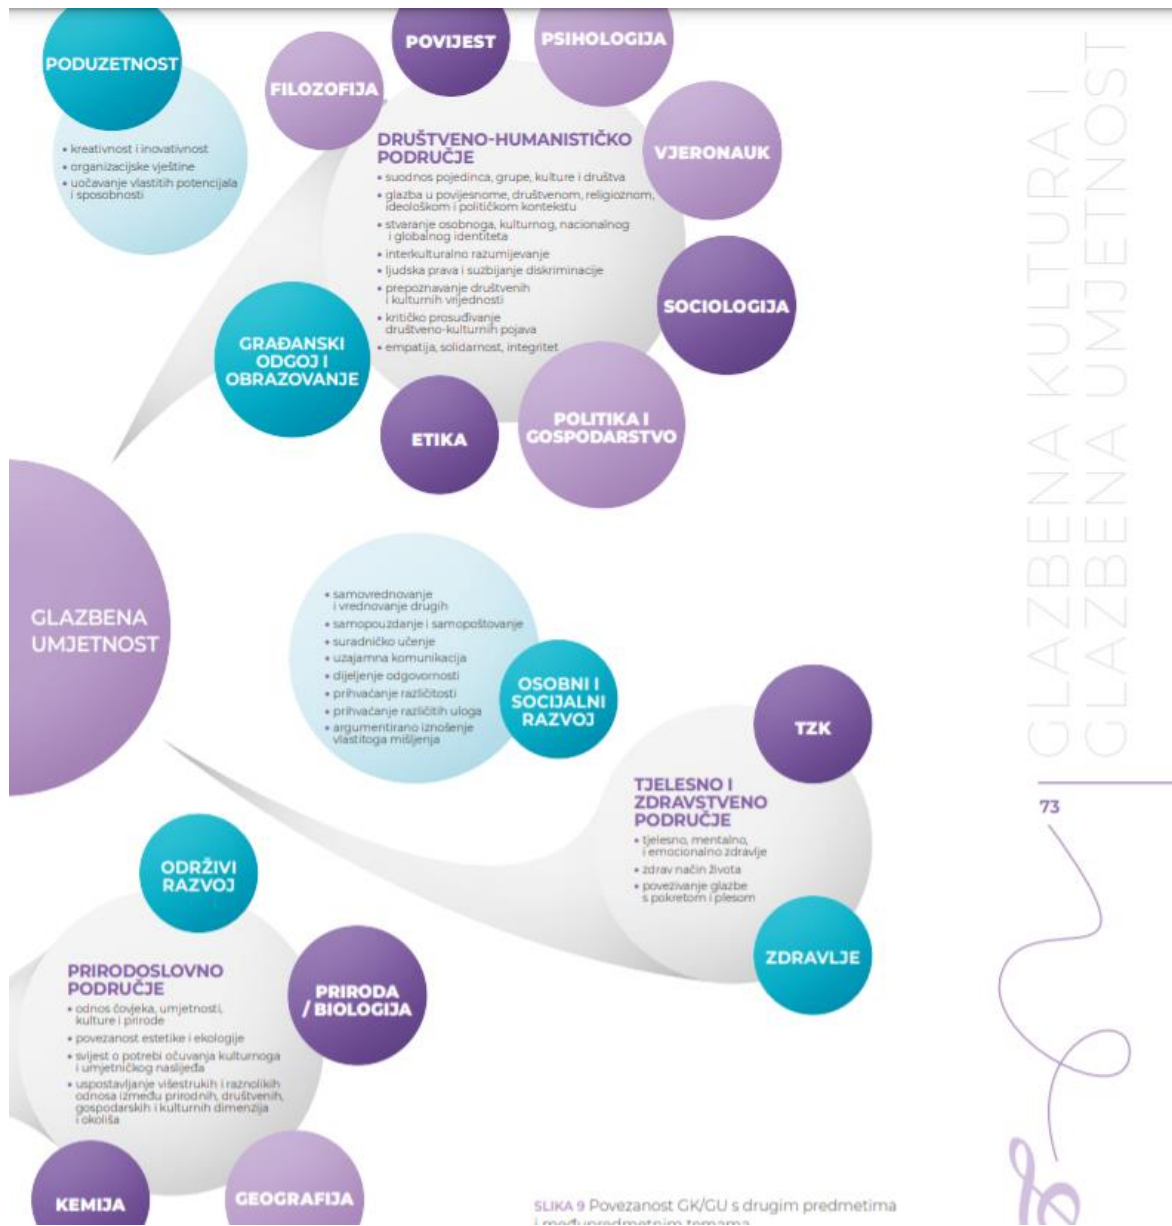 PODUZETNOST
• kreativnost i inovativnost
• organizacijske vještine
• uočavanje vlastitih potencijala
i sposobnosti
FILOZOFIJA
POVIJEST
PSIHOLOGIJA
VJERONAUK
SOCIOLOGIJA
POLITIKA I
GOSPODARSTVO
ETIKA
GRAĐANSKI
ODGOJ I
OBRAZOVANJE
DRUŠTVENO-HUMANISTIČKO
PODRUČJE
• suodnos pojedinca, grupe, kulture i društva
• glazba u povijesnome, društvenom, religioznom,
ideološkom i političkom kontekstu
• stvaranje osobnoga, kulturnog, nacionalnog
i globalnog identiteta
• interkulturalno razumijevanje
• ljudska prava i suzbijanje diskriminacije
• prepoznavanje društvenih
i kulturnih vrijednosti
• kritičko prosuđivanje
društveno-kulturnih pojava
• empatija, solidarnost, integritet
GLAZBENA
UMJETNOST
• samovrednovanje
i vrednovanje drugih
• samopouzdanje i samopoštovanje
• suradničko učenje
• uzajamna komunikacija
• dijeljenje odgovornosti
• prihvaćanje različitosti
• prihvaćanje različitih uloga
• argumentirano iznošenje
vlastitoga mišljenja
OSOBNI I
SOCIJALNI
RAZVOJ
TZK
TJELESNO I
ZDRAVSTVENO
PODRUČJE
• tjelesno, mentalno,
i emocionalno zdravlje
• zdrav način života
• povezivanje glazbe
s pokretom i plesom
ZDRAVLJE
ODRŽIVI
RAZVOJ
PRIRODOSLOVNO
PODRUČJE
• odnos čovjeka, umjetnosti,
kulture i prirode
• povezanost estetike i ekologije
• svijest o potrebi očuvanja kulturnoga
i umjetničkog naslijeđa
• uspostavljanje višestrukih i raznolikih
odnosa između prirodnih, društvenih,
gospodarskih i kulturnih dimenzija
i okoliša
PRIRODA
/ BIOLOGIJA
KEMIJA
GEOGRAFIJA
SLIKA 9 Povezanost GK/GU s drugim predmetima
i međupredmetnim temama
GLAZBENA KULTURA I
GLAZBENA UMJETNOST
73